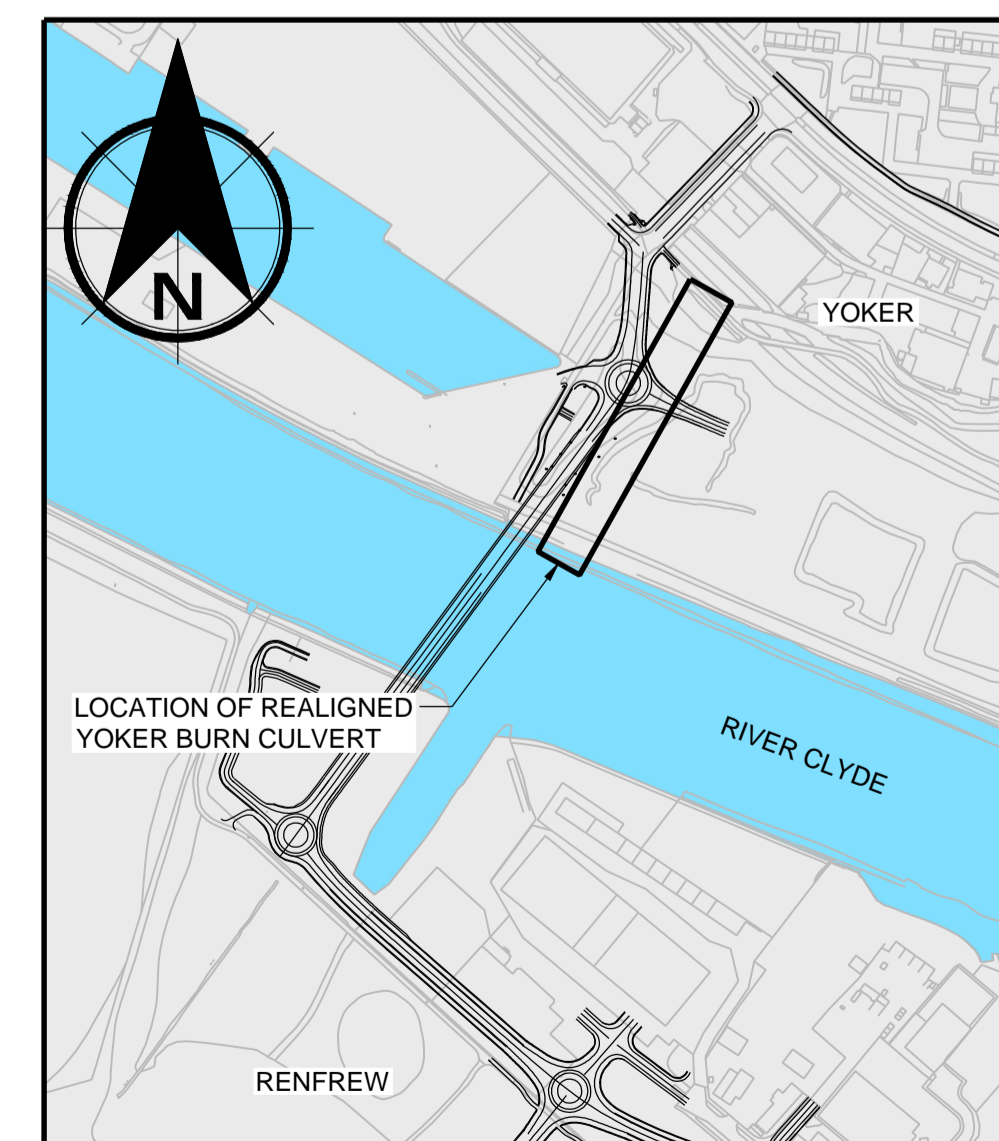 N
YOKER
LOCATION OF REALIGNED
YOKER BURN CULVERT
RIVER CLYDE
RENFREW